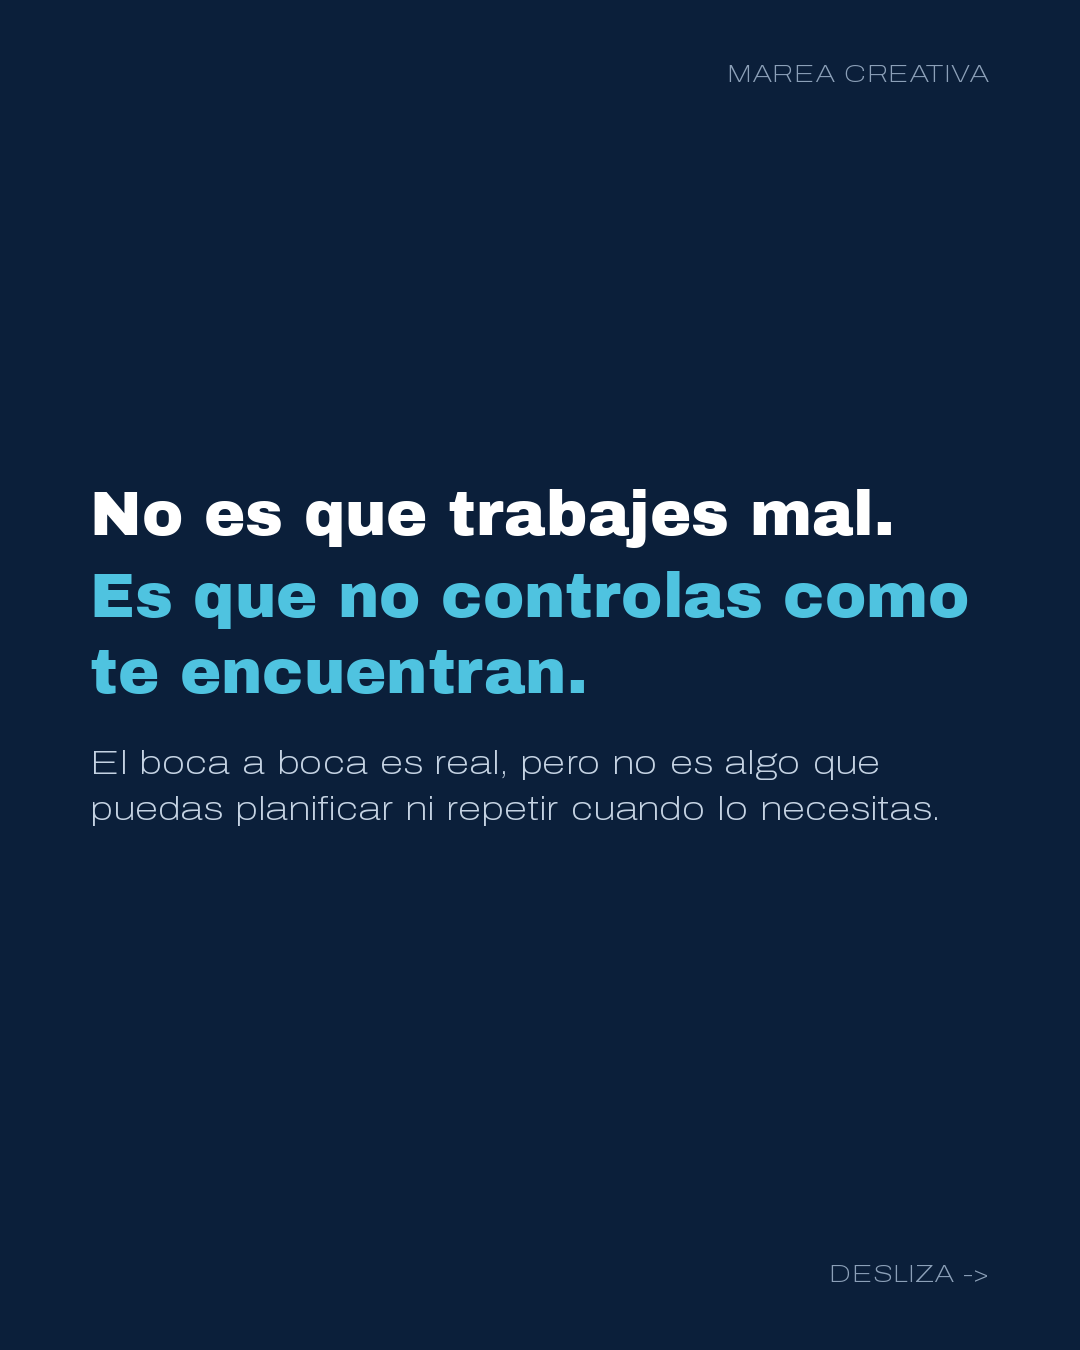 MAREA CREATIVA
No es que trabajes mal.
Es que no controlas como
te encuentran.
El boca a boca es real, pero no es algo que
puedas planificar ni repetir cuando lo necesitas.
DESLIZA ->